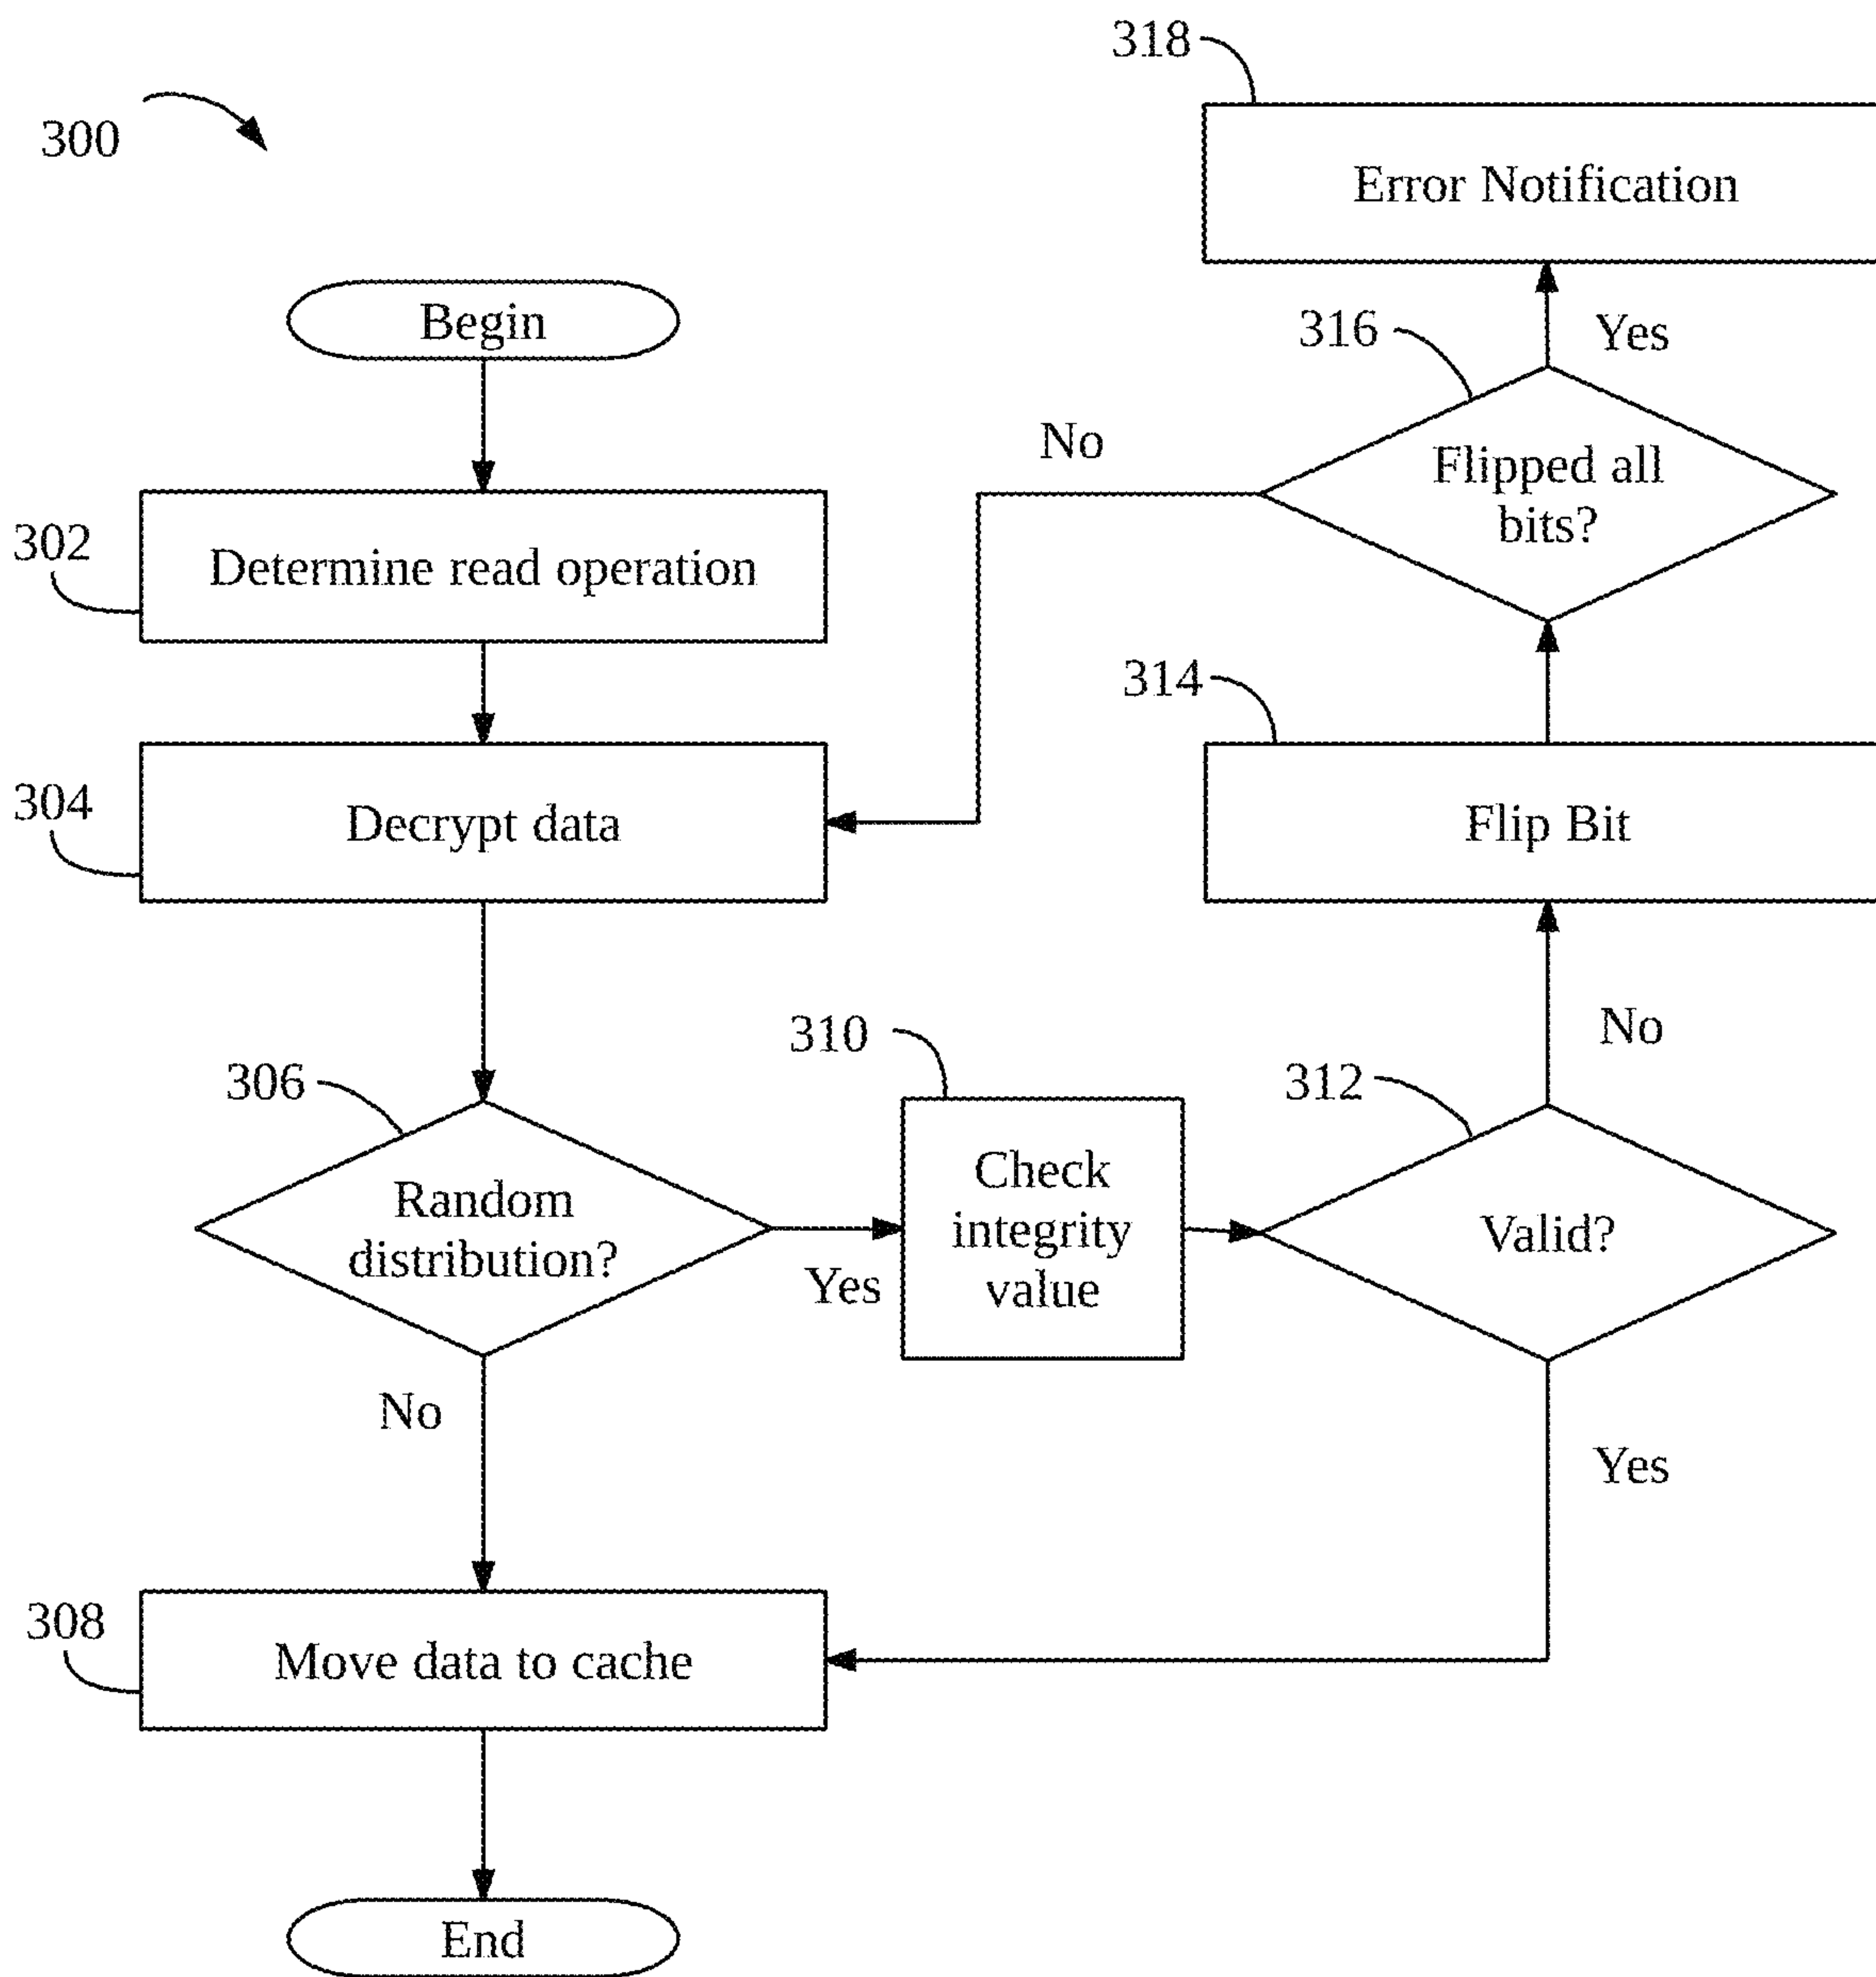 300
318
Error Notification
Begin
316
Yes
No
Flipped all
bits?
302
Determine read operation
314
304
Decrypt data
Flip Bit
310
No
306
312
Random
distribution?
Yes
Check
integrity
value
Valid?
No
Yes
308
Move data to cache
End